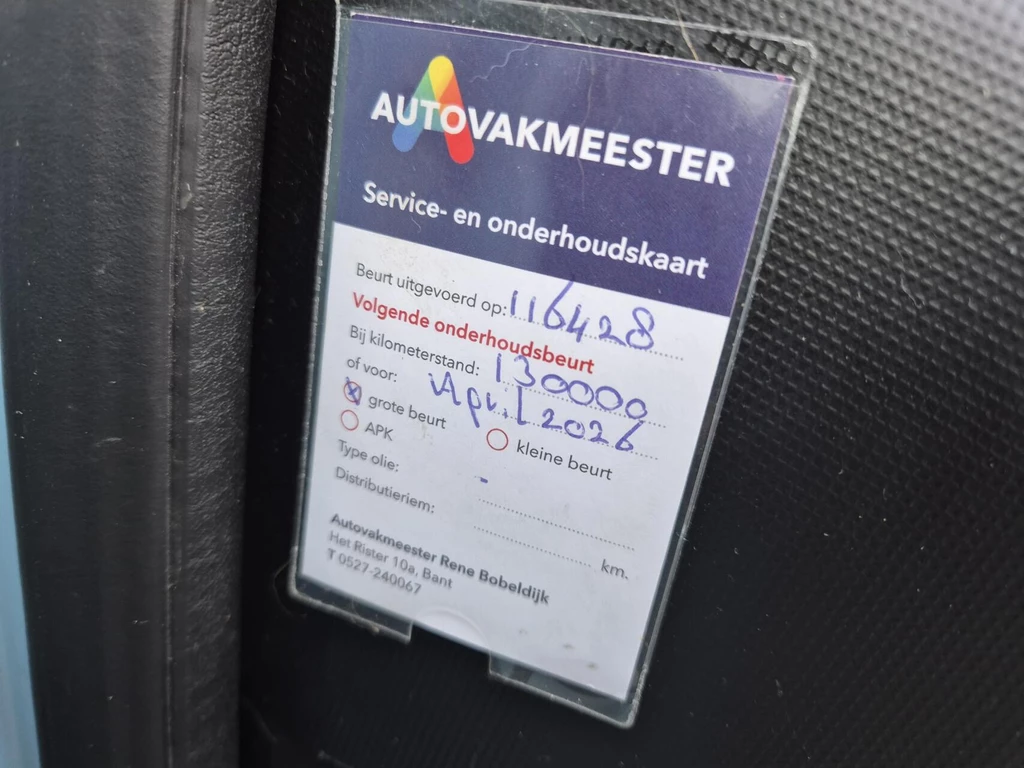 AUTOVAKMEESTER
Service- en onderhoudskaart
Beurt uitgevoerd op: 116428
Volgende onderhoudsbeurt
Bij kilometerstand: 130000
of voor: April 2026
grote beurt kleine beurt
APK
Type olie: -
Distributieriem: km.
Autovakmeester Rene Bobeldijk
Het Rister 10a, Bant
T 0527-240067